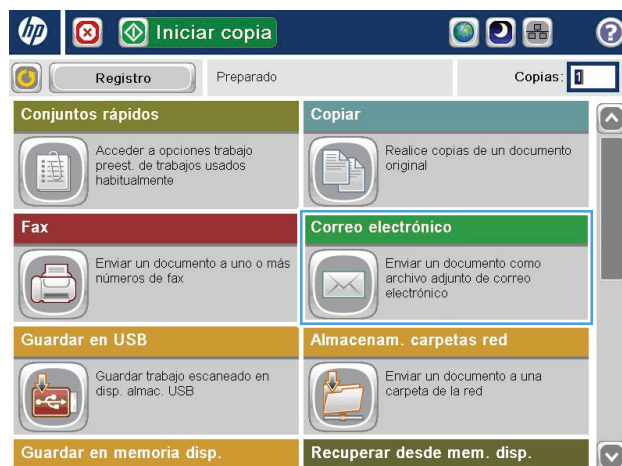 hp
Iniciar copia
?
Registro
Preparado
Copias: 1
Conjuntos rápidos
Acceder a opciones trabajo
preest. de trabajos usados
habitualmente
Copiar
Realice copias de un documento
original
Fax
Enviar un documento a uno o más
números de fax
Correo electrónico
Enviar un documento como
archivo adjunto de correo
electrónico
Guardar en USB
Guardar trabajo escaneado en
disp. almac. USB
Almacenam. carpetas red
Enviar un documento a una
carpeta de la red
Guardar en memoria disp.
Recuperar desde mem. disp.